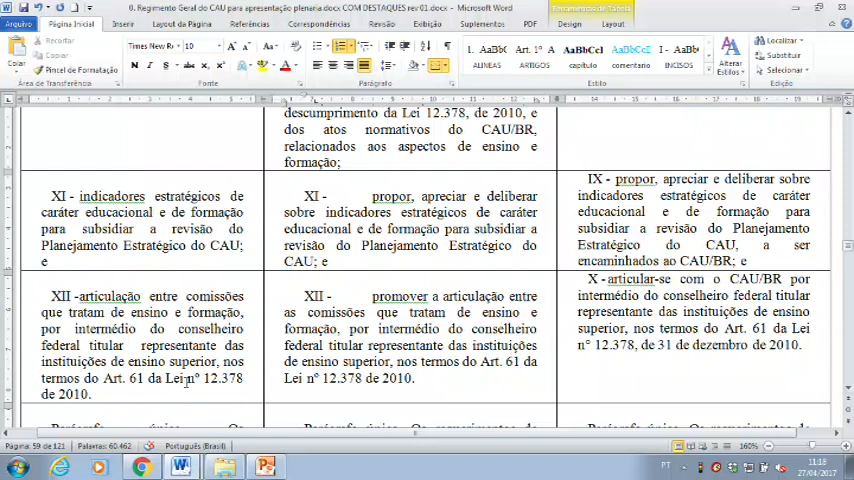 0. Regimento Geral do CAU para apresentação plenaria.docx COM DESTAQUES rev 01.docx - Microsoft Word
Arquivo Página Inicial Inserir Layout da Página Referências Correspondências Revisão Exibição Suplementos PDF Design Layout
Recortar
Copiar
Colar
Pincel de Formatação
Área de Transferência
Times New R 10
N I S
Fonte
Parágrafo
1. AaBbC Art. 1º A AaBbCcl AaBbCcE I - AaBb
ALINEAS ARTIGOS capítulo comentario INCISOS
Estilo
Alterar
Estilos
Localizar
Substituir
Selecionar
Edição
descumprimento da Lei 12.378, de 2010, e
dos atos normativos do CAU/BR,
relacionados aos aspectos de ensino e
formação;
XI - indicadores estratégicos de
caráter educacional e de formação
para subsidiar a revisão do
Planejamento Estratégico do CAU;
e
XI - propor, apreciar e deliberar
sobre indicadores estratégicos de caráter
educacional e de formação para subsidiar a
revisão do Planejamento Estratégico do
CAU; e
IX - propor, apreciar e deliberar sobre
indicadores estratégicos de caráter
educacional e de formação para
subsidiar a revisão do Planejamento
Estratégico do CAU, a ser
encaminhados ao CAU/BR; e
XII -articulação entre comissões
que tratam de ensino e formação,
por intermédio do conselheiro
federal titular representante das
instituições de ensino superior, nos
termos do Art. 61 da Lei nº 12.378
de 2010.
XII - promover a articulação entre
as comissões que tratam de ensino e
formação, por intermédio do conselheiro
federal titular representante das instituições
de ensino superior, nos termos do Art. 61 da
Lei nº 12.378 de 2010.
X - articular-se com o CAU/BR por
intermédio do conselheiro federal titular
representante das instituições de ensino
superior, nos termos do Art. 61 da Lei
n° 12.378, de 31 de dezembro de 2010.
Página: 59 de 121 Palavras: 60.462 Português (Brasil) 160%
PT 11:16
27/04/2017